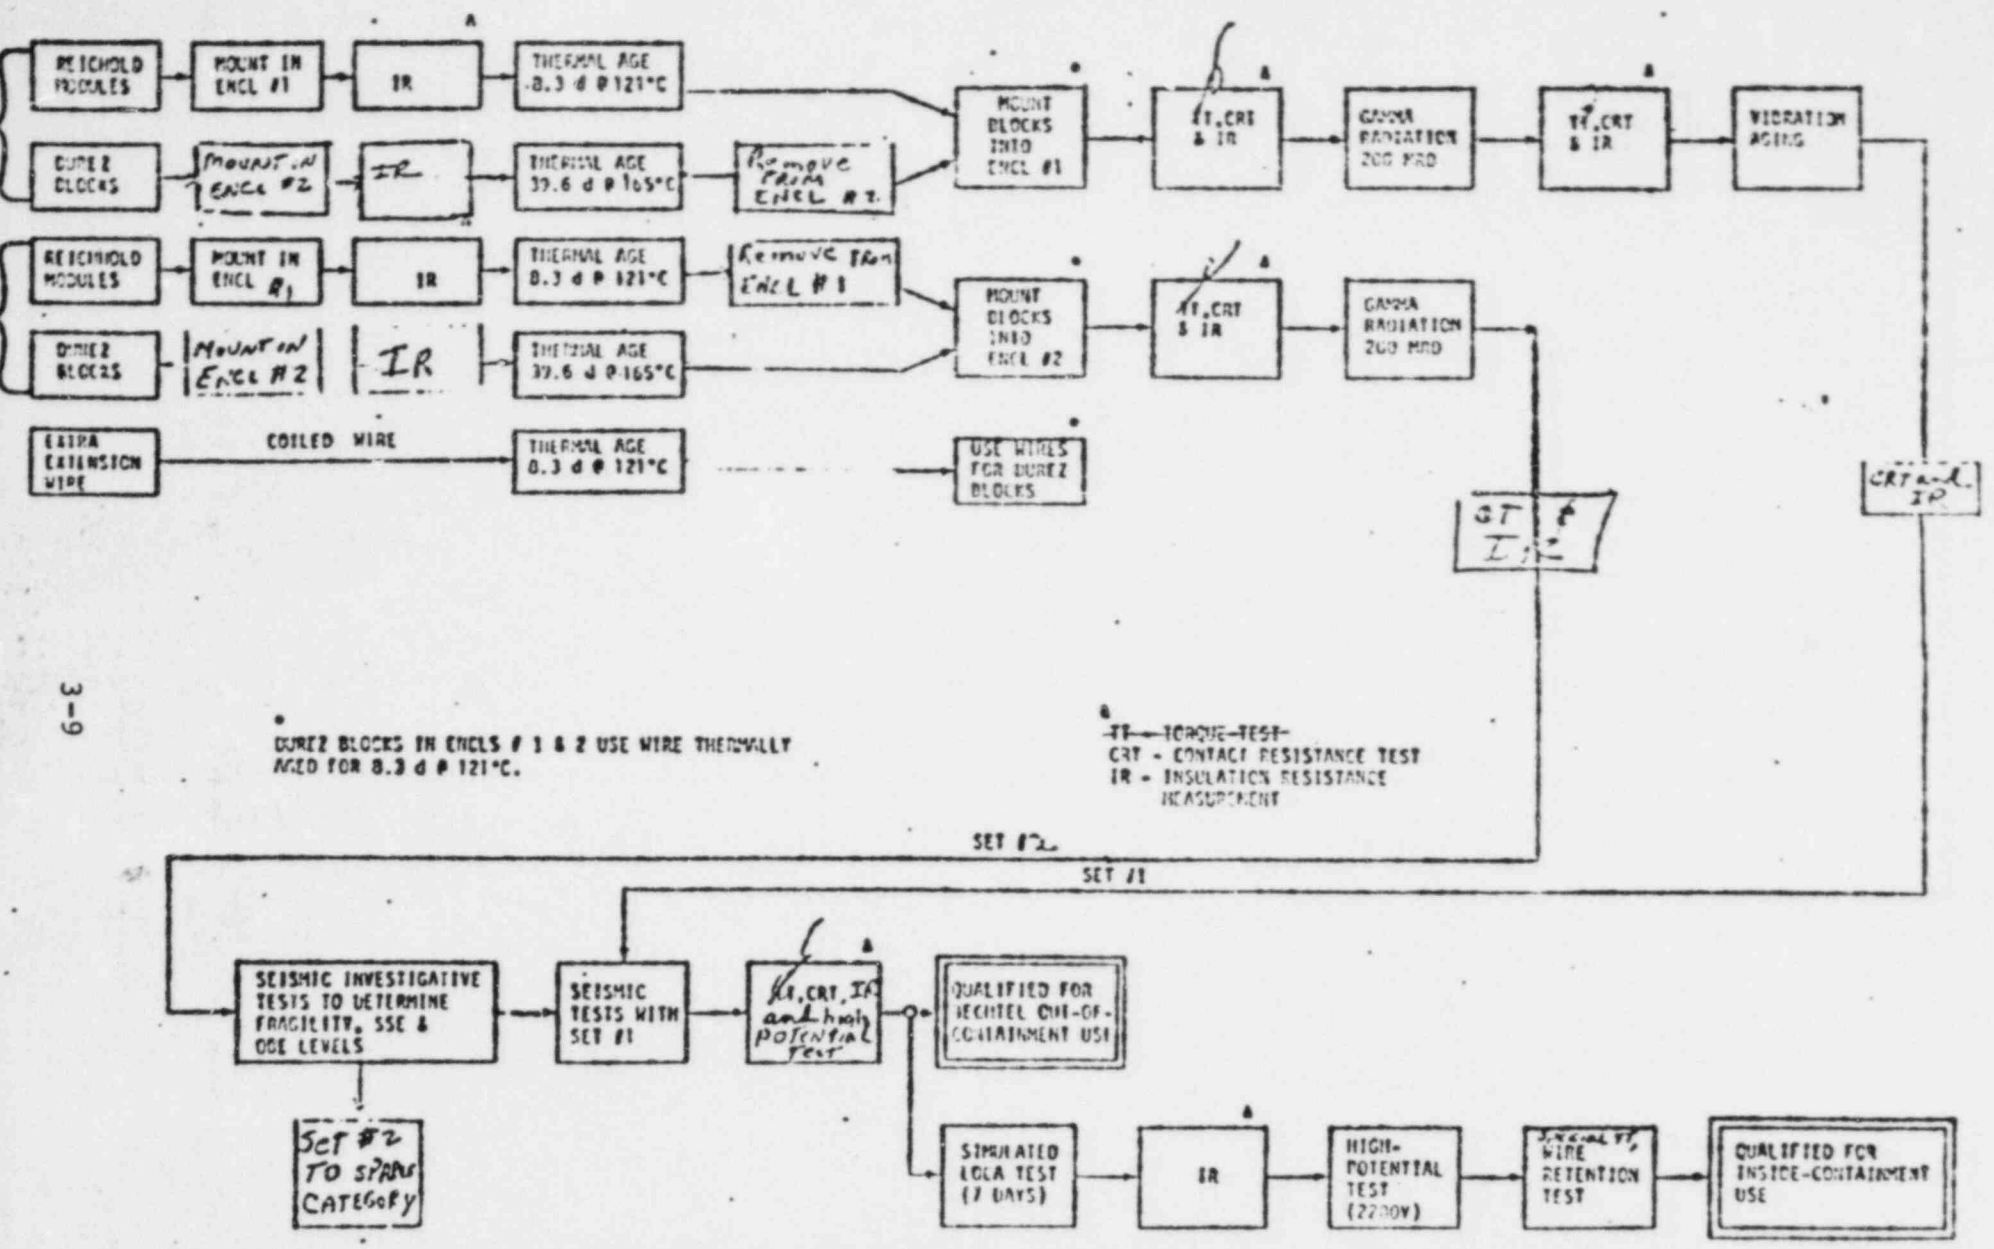 REICHOLD
MODULES
MOUNT IN
ENCL #1
IR
A
THERMAL AGE
8.3 d @ 121°C
DUREZ
BLOCKS
MOUNT IN
ENCL #2
IR
THERMAL AGE
39.6 d @ 165°C
Remove
FROM
ENCL #2
MOUNT
BLOCKS
INTO
ENCL #1
TT, CRT
& IR
GAMMA
RADIATION
200 MRD
TT, CRT
& IR
VIBRATION
AGING
REICHHOLD
MODULES
MOUNT IN
ENCL #1
IR
THERMAL AGE
8.3 d @ 121°C
Remove From
ENCL #1
DUREZ
BLOCKS
MOUNT IN
ENCL #2
IR
THERMAL AGE
39.6 d @ 165°C
MOUNT
BLOCKS
INTO
ENCL #2
TT, CRT
& IR
GAMMA
RADIATION
200 MRD
EXTRA
EXTENSION
WIRE
COILED WIRE
THERMAL AGE
8.3 d @ 121°C
USE WIRES
FOR DUREZ
BLOCKS
CRT and
IR
3-9
DUREZ BLOCKS IN ENCLS # 1 & 2 USE WIRE THERMALLY
AGED FOR 8.3 d @ 121°C.
TT - TORQUE TEST
CRT - CONTACT RESISTANCE TEST
IR - INSULATION RESISTANCE
MEASUREMENT
SET #2
SET #1
SEISMIC INVESTIGATIVE
TESTS TO DETERMINE
FRAGILITY, SSE &
OBE LEVELS
SEISMIC
TESTS WITH
SET #1
TT, CRT, IR
and high
POTENTIAL
TEST
QUALIFIED FOR
BECHTEL OUT-OF-
CONTAINMENT USE
SET #2
TO SPARE
CATEGORY
SIMULATED
LOCA TEST
(7 DAYS)
IR
HIGH-
POTENTIAL
TEST
(2200V)
WIRE
RETENTION
TEST
QUALIFIED FOR
INSIDE-CONTAINMENT
USE